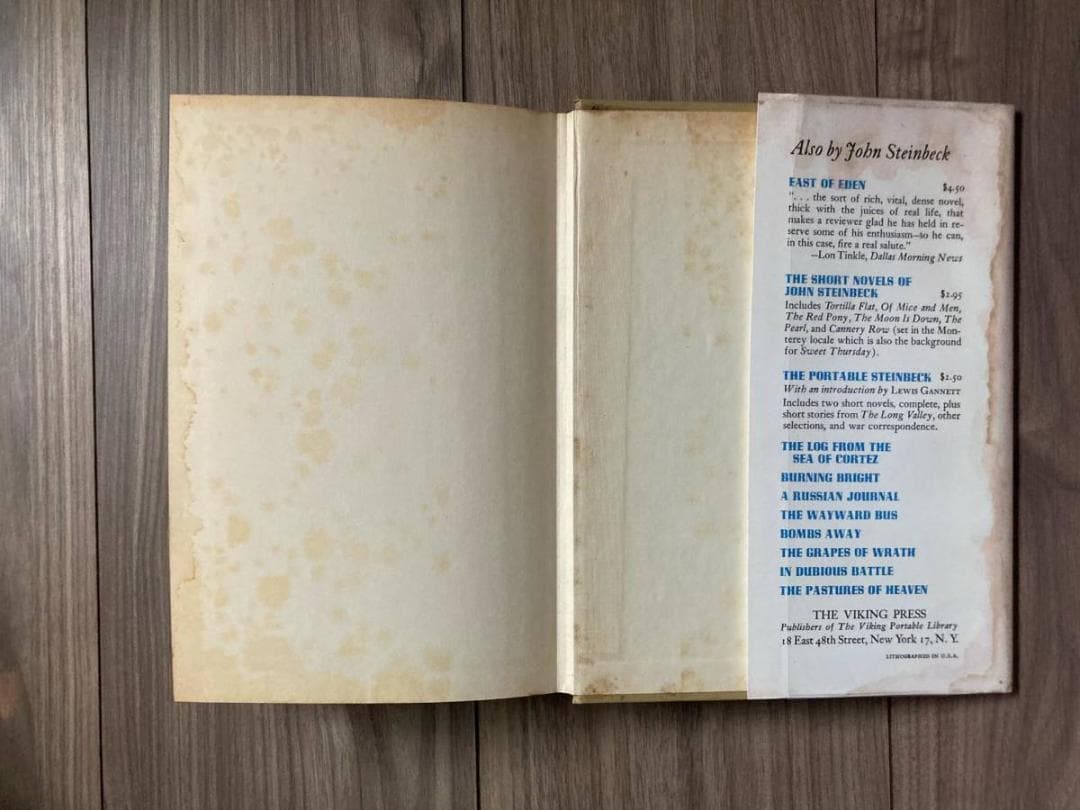 Also by John Steinbeck
EAST OF EDEN $4.50
". . . the sort of rich, vital, dense novel,
thick with the juices of real life, that
makes a reviewer glad he has held in re-
serve some of his enthusiasm—so he can,
in this case, fire a real salute."
—Lon Tinkle, Dallas Morning News
THE SHORT NOVELS OF
JOHN STEINBECK $2.95
Includes Tortilla Flat, Of Mice and Men,
The Red Pony, The Moon Is Down, The
Pearl, and Cannery Row (set in the Mon-
terey locale which is also the background
for Sweet Thursday).
THE PORTABLE STEINBECK $2.50
With an introduction by LEWIS GANNETT
Includes two short novels, complete, plus
short stories from The Long Valley, other
selections, and war correspondence.
THE LOG FROM THE
SEA OF CORTEZ
BURNING BRIGHT
A RUSSIAN JOURNAL
THE WAYWARD BUS
BOMBS AWAY
THE GRAPES OF WRATH
IN DUBIOUS BATTLE
THE PASTURES OF HEAVEN
THE VIKING PRESS
Publishers of The Viking Portable Library
18 East 48th Street, New York 17, N. Y.
LITHOGRAPHED IN U.S.A.